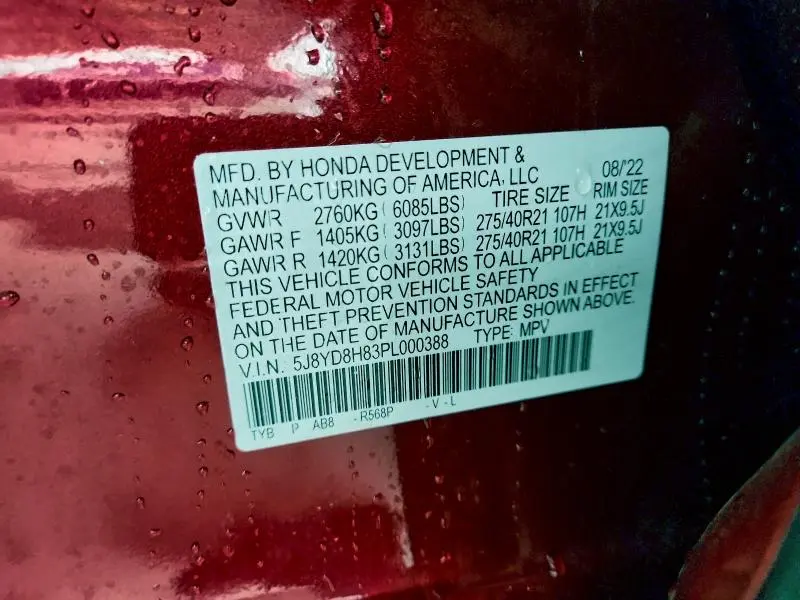 MFD. BY HONDA DEVELOPMENT &
MANUFACTURING OF AMERICA, LLC 08/'22
GVWR 2760KG (6085LBS) TIRE SIZE RIM SIZE
GAWR F 1405KG (3097LBS) 275/40R21 107H 21X9.5J
GAWR R 1420KG (3131LBS) 275/40R21 107H 21X9.5J
THIS VEHICLE CONFORMS TO ALL APPLICABLE
FEDERAL MOTOR VEHICLE SAFETY
AND THEFT PREVENTION STANDARDS IN EFFECT
ON THE DATE OF MANUFACTURE SHOWN ABOVE.
V.I.N. 5J8YD8H83PL000388 TYPE: MPV
TYB P AB8 -R568P -V-L